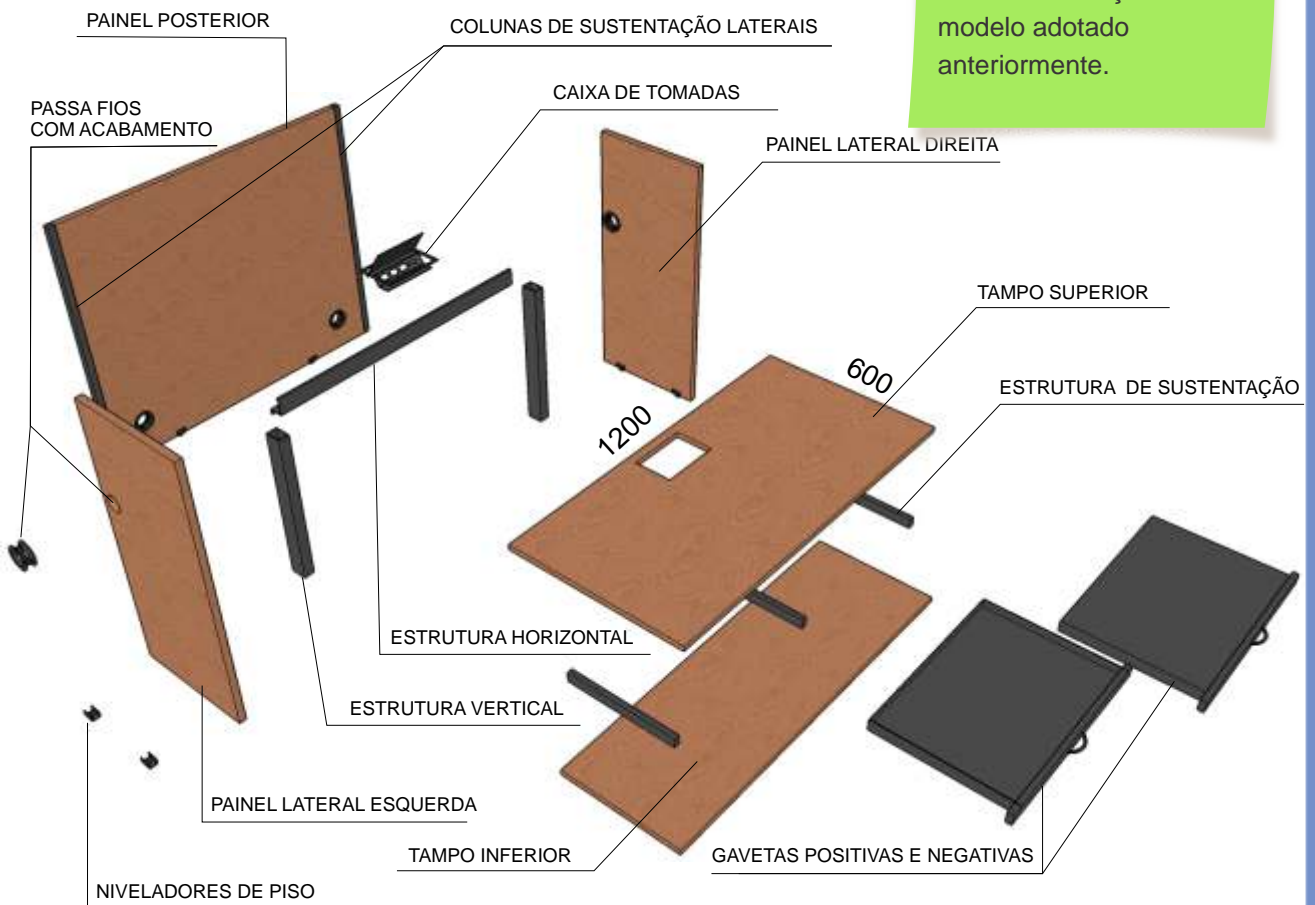 PAINEL POSTERIOR
COLUNAS DE SUSTENTAÇÃO LATERAIS
modelo adotado
anteriormente.
PASSA FIOS
COM ACABAMENTO
CAIXA DE TOMADAS
PAINEL LATERAL DIREITA
TAMPO SUPERIOR
600
ESTRUTURA DE SUSTENTAÇÃO
1200
ESTRUTURA HORIZONTAL
ESTRUTURA VERTICAL
PAINEL LATERAL ESQUERDA
TAMPO INFERIOR
GAVETAS POSITIVAS E NEGATIVAS
NIVELADORES DE PISO